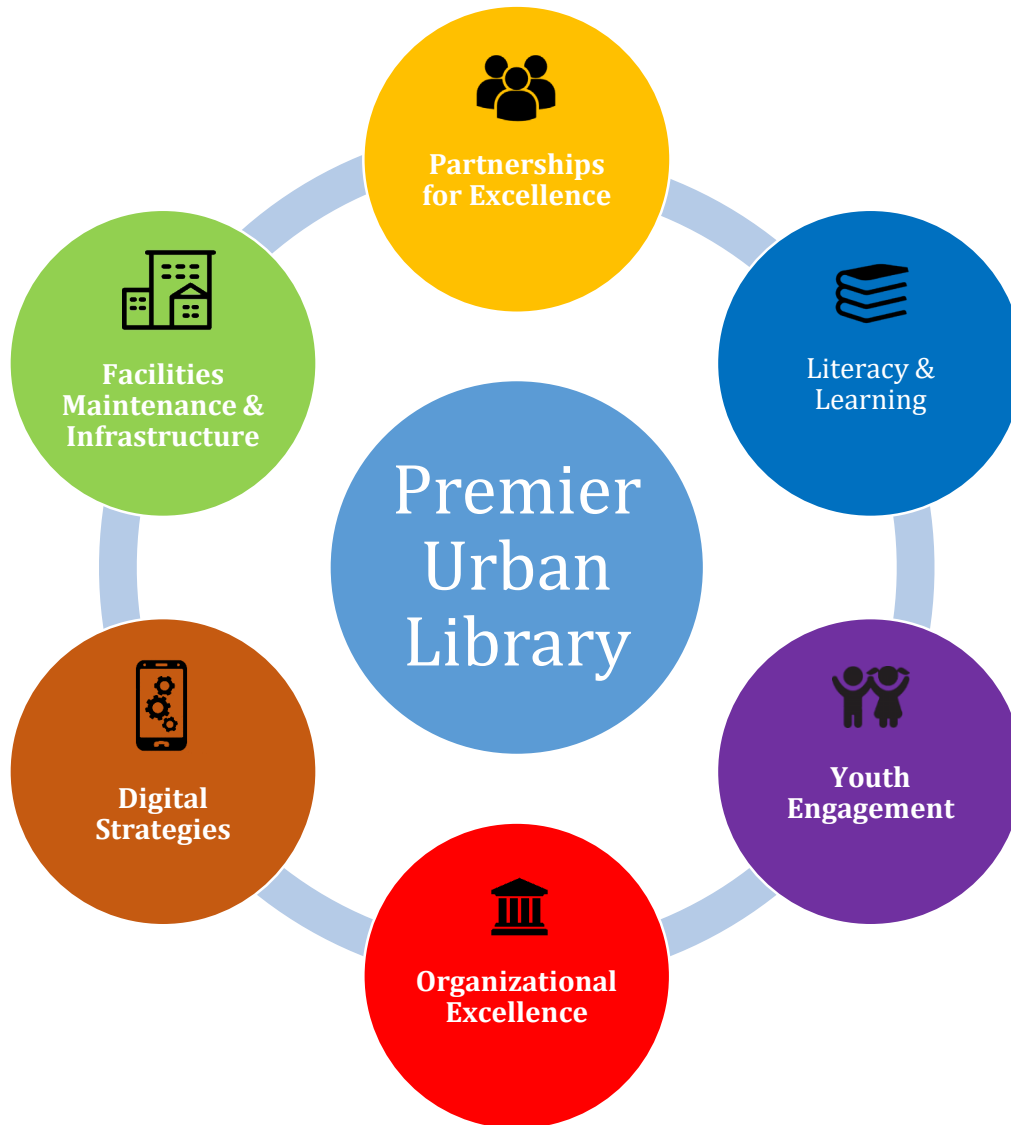 Partnerships
for Excellence
Literacy &
Learning
Youth
Engagement
Organizational
Excellence
Digital
Strategies
Facilities
Maintenance &
Infrastructure
Premier
Urban
Library